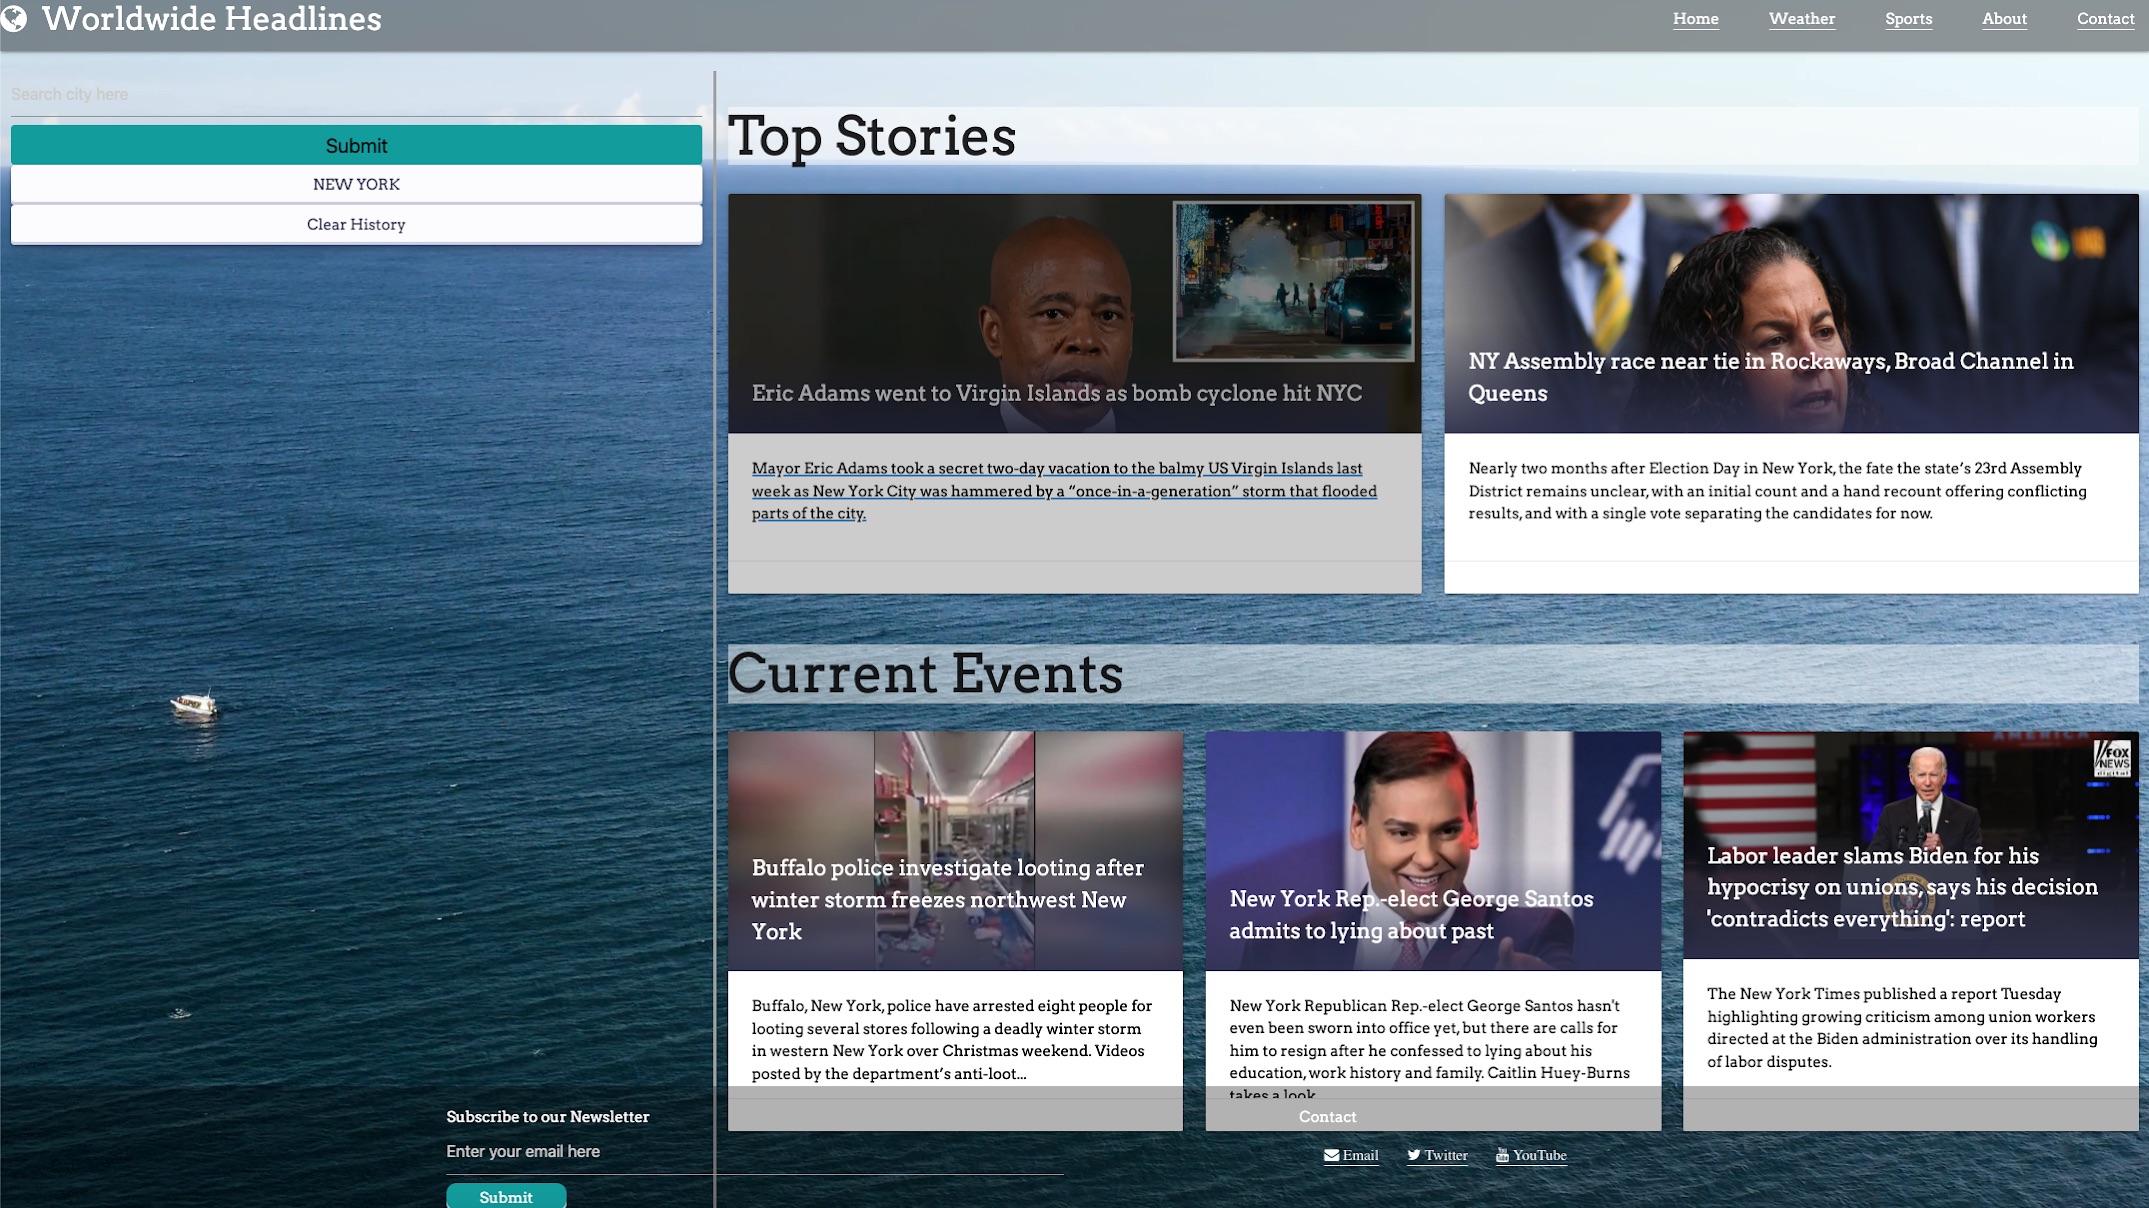 Worldwide Headlines
Home
Weather
Sports
About
Contact
Search city here
Submit
NEW YORK
Clear History
Top Stories
Eric Adams went to Virgin Islands as bomb cyclone hit NYC
Mayor Eric Adams took a secret two-day vacation to the balmy US Virgin Islands last
week as New York City was hammered by a “once-in-a-generation” storm that flooded
parts of the city.
NY Assembly race near tie in Rockaways, Broad Channel in
Queens
Nearly two months after Election Day in New York, the fate the state’s 23rd Assembly
District remains unclear, with an initial count and a hand recount offering conflicting
results, and with a single vote separating the candidates for now.
Current Events
Buffalo police investigate looting after
winter storm freezes northwest New
York
Buffalo, New York, police have arrested eight people for
looting several stores following a deadly winter storm
in western New York over Christmas weekend. Videos
posted by the department’s anti-loot...
New York Rep.-elect George Santos
admits to lying about past
New York Republican Rep.-elect George Santos hasn't
even been sworn into office yet, but there are calls for
him to resign after he confessed to lying about his
education, work history and family. Caitlin Huey-Burns
takes a look
AMERICA
FOX
NEWS
digital
Labor leader slams Biden for his
hypocrisy on unions, says his decision
'contradicts everything': report
The New York Times published a report Tuesday
highlighting growing criticism among union workers
directed at the Biden administration over its handling
of labor disputes.
Subscribe to our Newsletter
Enter your email here
Submit
Contact
Email
Twitter
YouTube